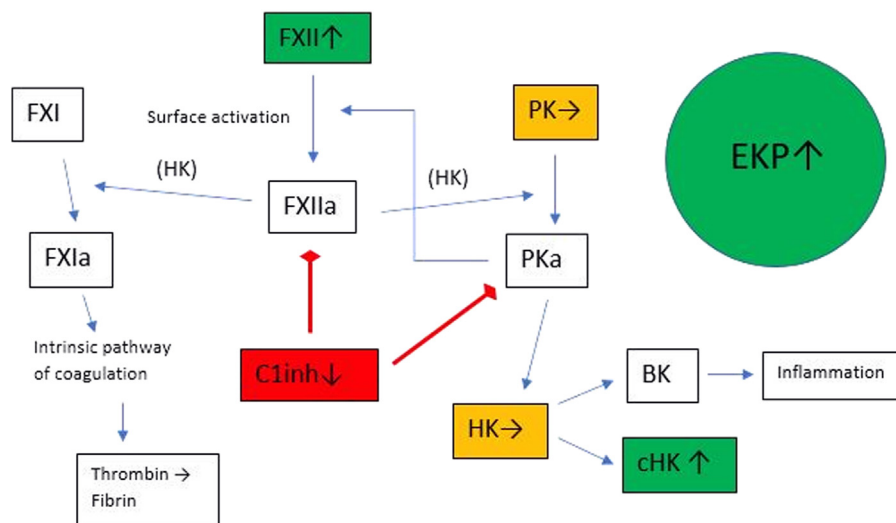 FXII↑
FXI
Surface activation
PK→
EKP↑
(HK)
(HK)
FXIIa
FXIa
PKa
Intrinsic pathway
of coagulation
C1inh↓
BK
Inflammation
HK→
cHK ↑
Thrombin →
Fibrin